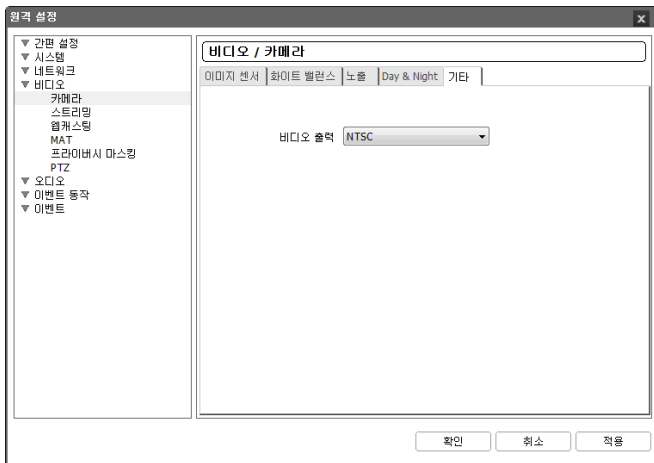 원격 설정
x
간편 설정
시스템
네트워크
비디오
카메라
스트리밍
웹캐스팅
MAT
프라이버시 마스킹
PTZ
오디오
이벤트 동작
이벤트
비디오 / 카메라
이미지 센서 화이트 밸런스 노출 Day & Night 기타
비디오 출력 NTSC
확인 취소 적용